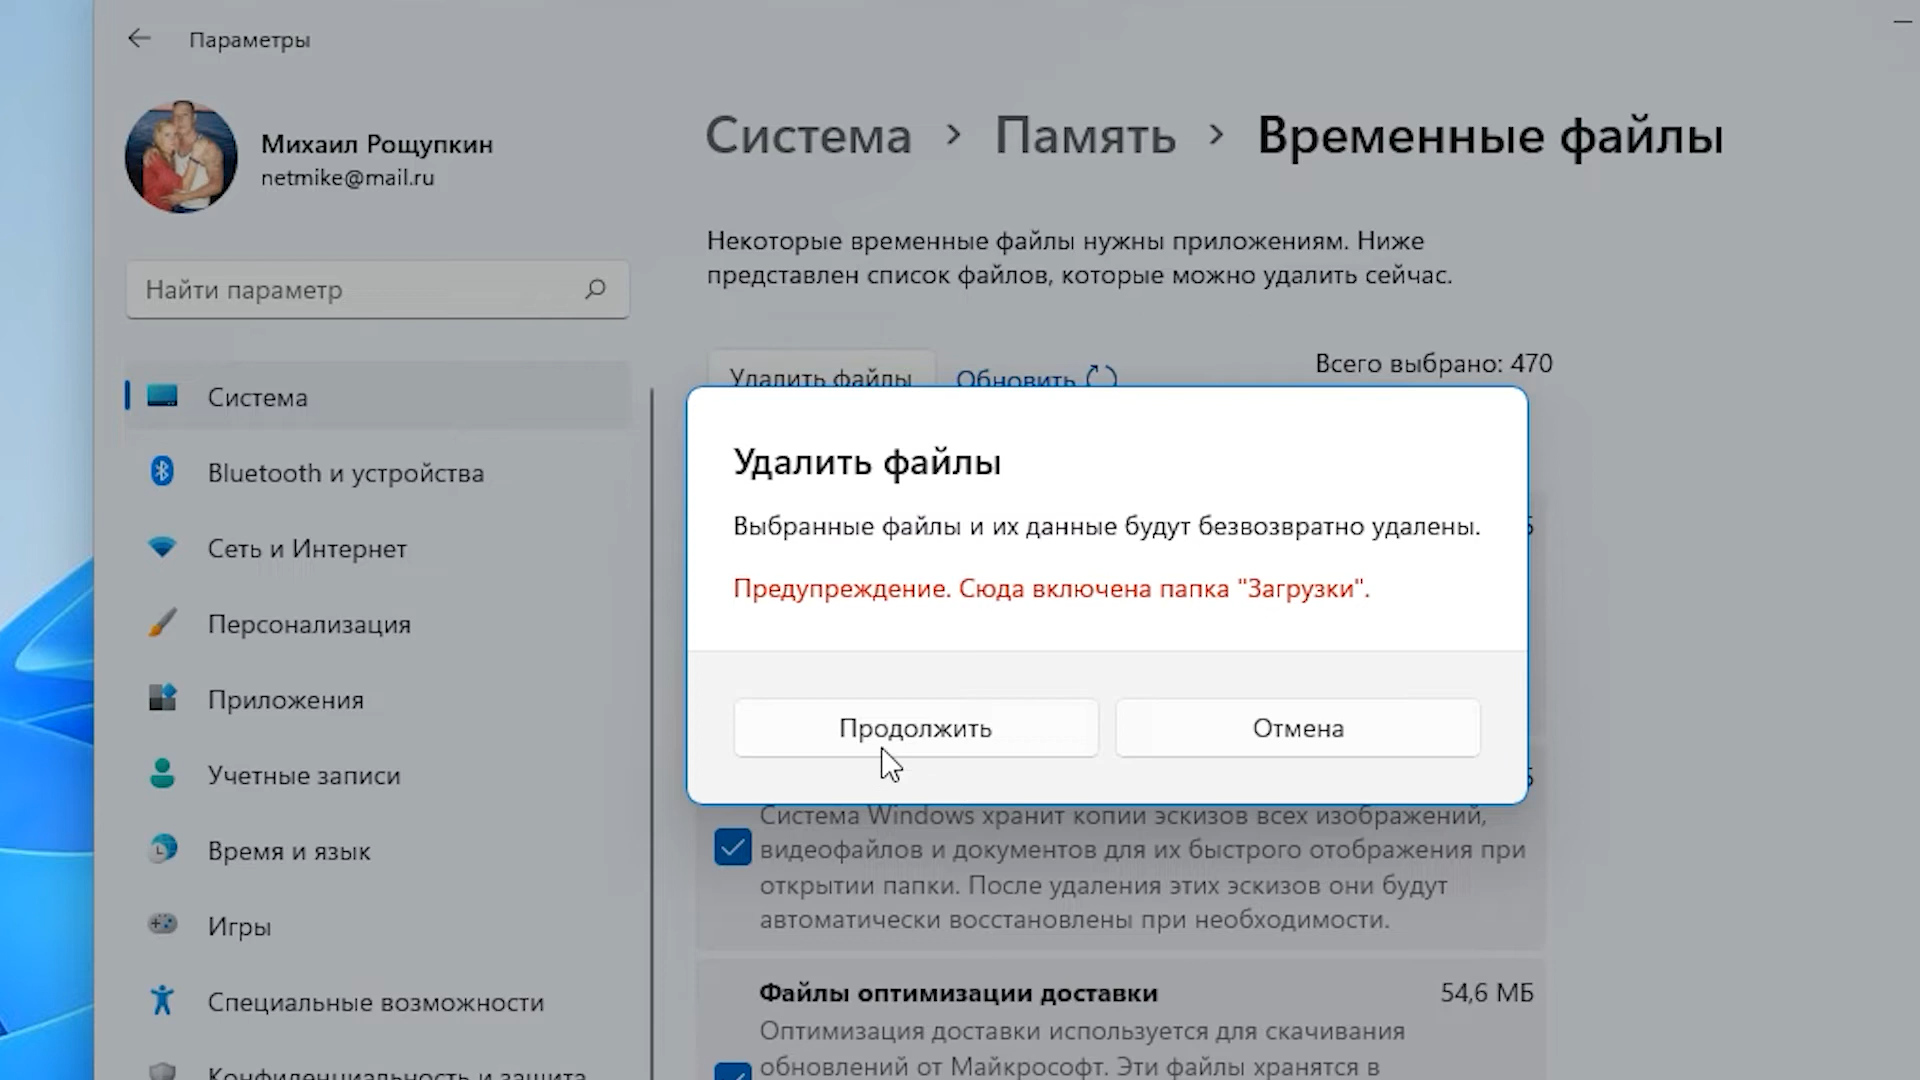 Параметры
Михаил Рощупкин
netmike@mail.ru
Найти параметр
Система
Bluetooth и устройства
Сеть и Интернет
Персонализация
Приложения
Учетные записи
Время и язык
Игры
Специальные возможности
Конфиденциальность и защита
Система > Память > Временные файлы
Некоторые временные файлы нужны приложениям. Ниже
представлен список файлов, которые можно удалить сейчас.
Удалить файлы
Обновить
Всего выбрано: 470
Удалить файлы
Выбранные файлы и их данные будут безвозвратно удалены.
Предупреждение. Сюда включена папка "Загрузки".
Продолжить
Отмена
Система Windows хранит копии эскизов всех изображений,
видеофайлов и документов для их быстрого отображения при
открытии папки. После удаления этих эскизов они будут
автоматически восстановлены при необходимости.
Файлы оптимизации доставки
54,6 МБ
Оптимизация доставки используется для скачивания
обновлений от Майкрософт. Эти файлы хранятся в